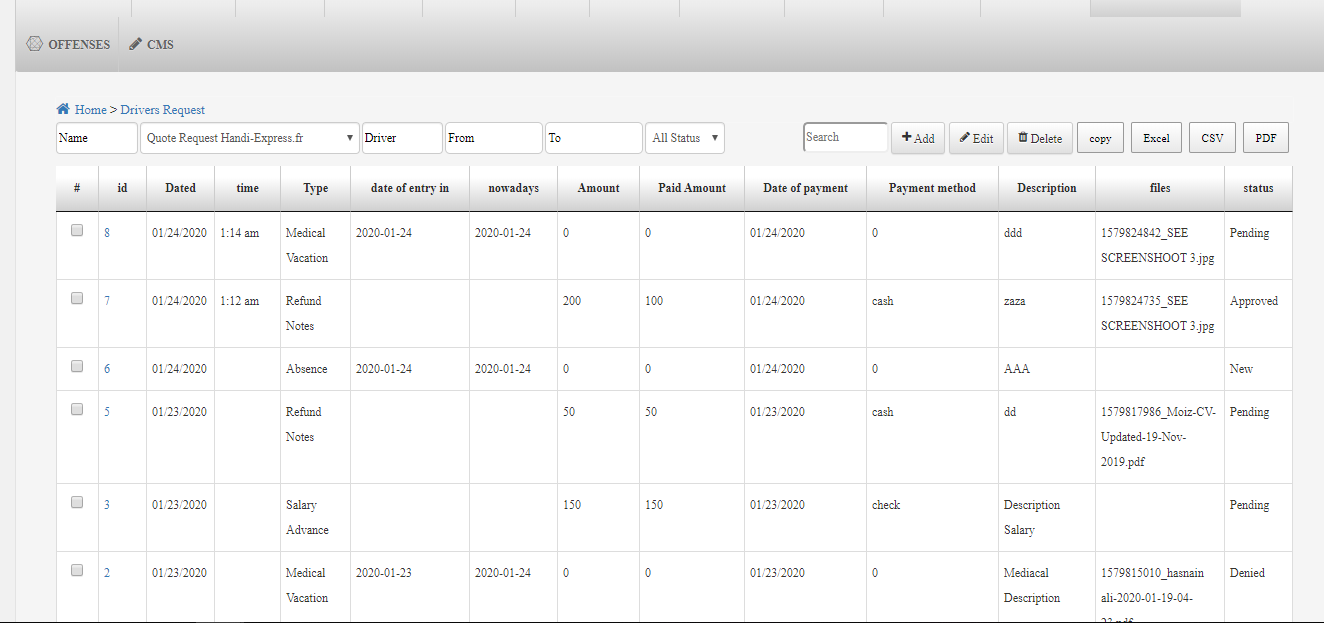 OFFENSES CMS
Home > Drivers Request
Name Quote Request Handi-Express.fr Driver From To All Status Search Add Edit Delete copy Excel CSV PDF
# id Dated time Type date of entry in nowadays Amount Paid Amount Date of payment Payment method Description files status
8 01/24/2020 1:14 am Medical 2020-01-24 2020-01-24 0 0 01/24/2020 0 ddd 1579824842_SEE Pending
Vacation SCREENSHOOT 3.jpg
7 01/24/2020 1:12 am Refund 200 100 01/24/2020 cash zaza 1579824735_SEE Approved
Notes SCREENSHOOT 3.jpg
6 01/24/2020 Absence 2020-01-24 2020-01-24 0 0 01/24/2020 0 AAA New
5 01/23/2020 Refund 50 50 01/23/2020 cash dd 1579817986_Moiz-CV- Pending
Notes Updated-19-Nov-
2019.pdf
3 01/23/2020 Salary 150 150 01/23/2020 check Description Pending
Advance Salary
2 01/23/2020 Medical 2020-01-23 2020-01-24 0 0 01/23/2020 0 Mediacal 1579815010_hasnain Denied
Vacation Description ali-2020-01-19-04-